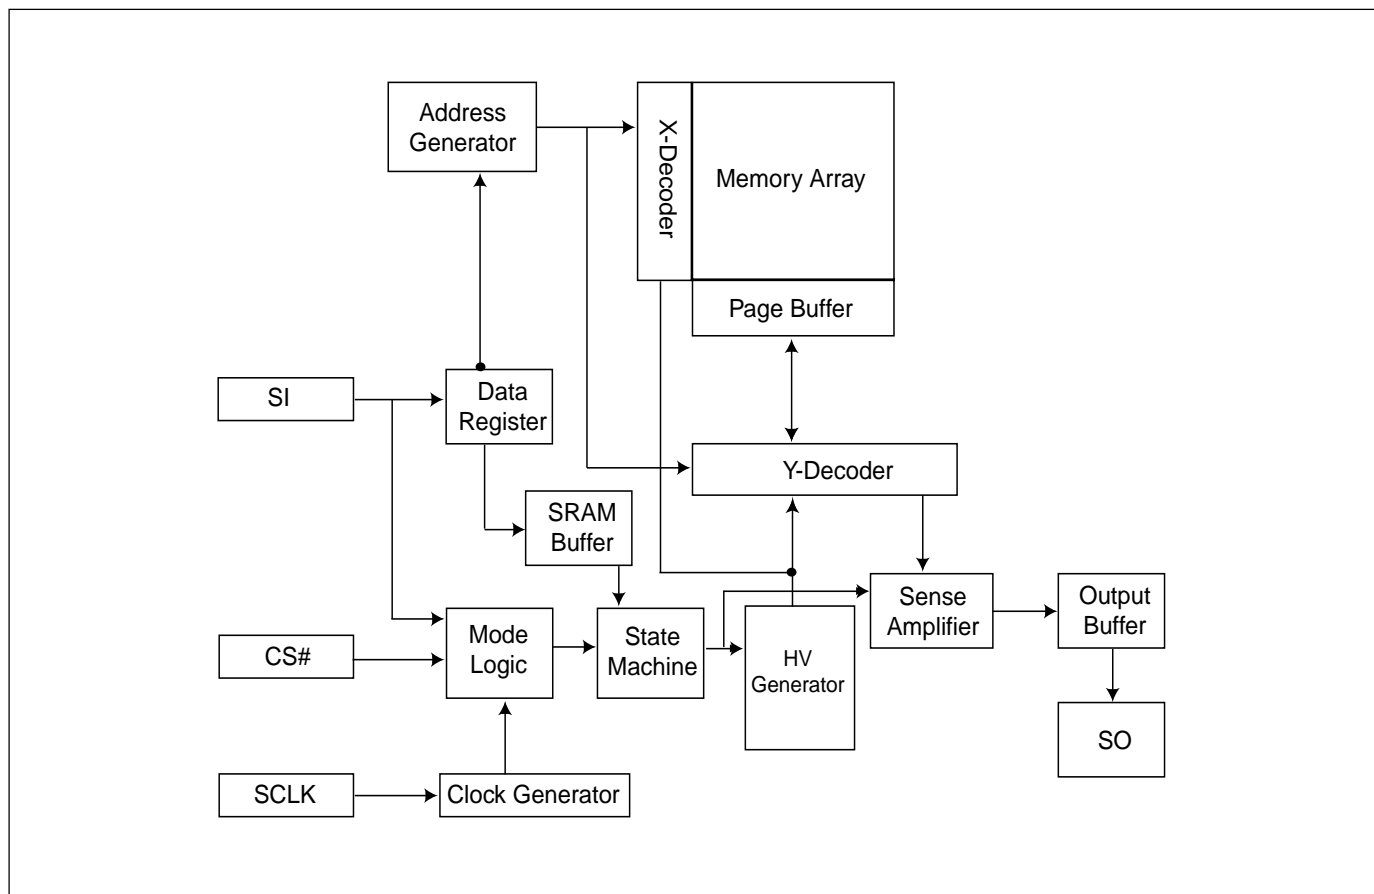 Address
Generator
X-Decoder
Memory Array
Page Buffer
SI
Data
Register
Y-Decoder
SRAM
Buffer
Sense
Amplifier
Output
Buffer
Mode
Logic
State
Machine
HV
Generator
CS#
SO
SCLK
Clock Generator